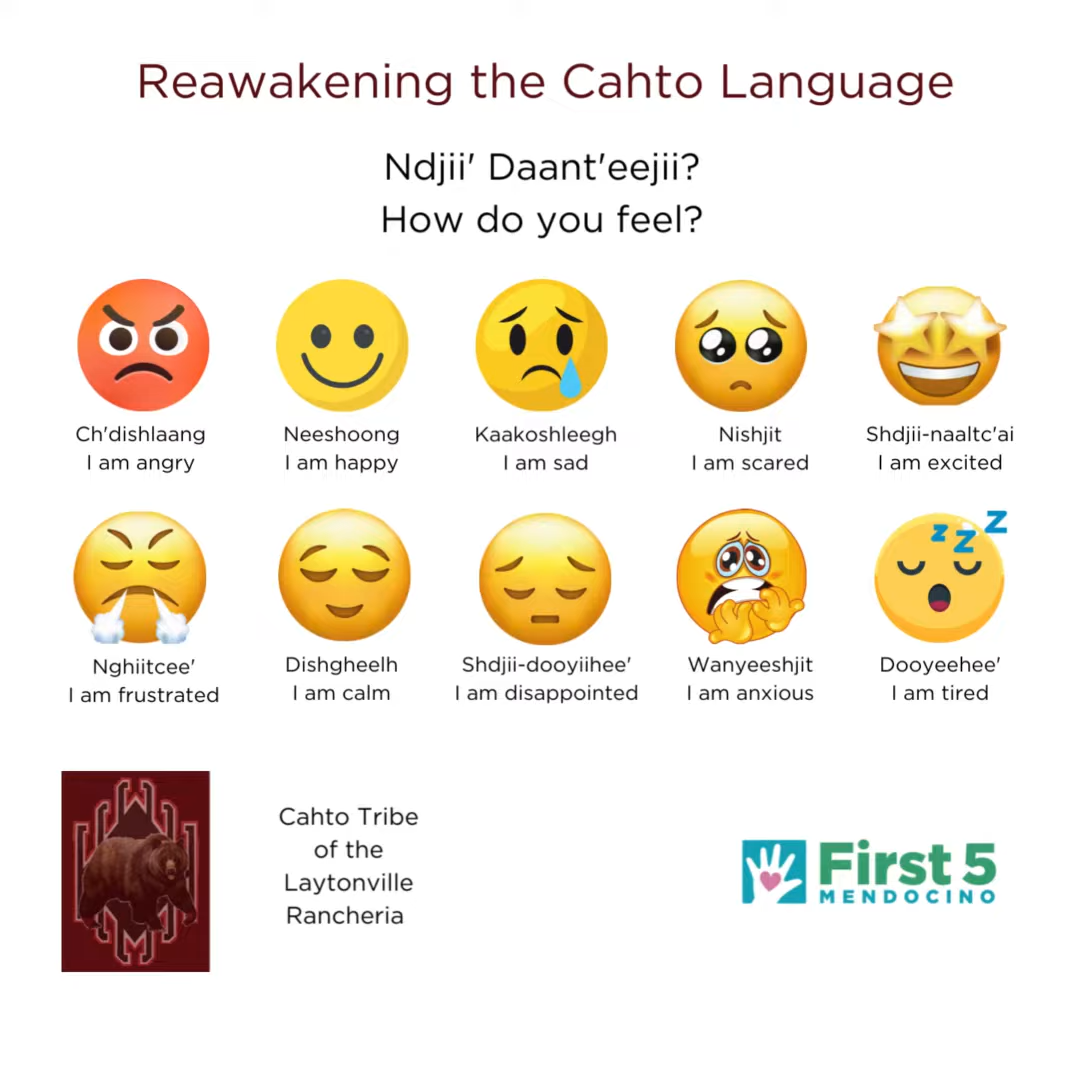 Reawakening the Cahto Language
Ndjii' Daant'eejii?
How do you feel?
Ch'dishlaang
I am angry
Neeshoong
I am happy
Kaakoshleegh
I am sad
Nishjit
I am scared
Shdjii-naaltc'ai
I am excited
Z Z Z
Nghiitcee'
I am frustrated
Dishgheelh
I am calm
Shdjii-dooyiihee'
I am disappointed
Wanyeeshjit
I am anxious
Dooyeehee'
I am tired
Cahto Tribe
of the
Laytonville
Rancheria
First 5
MENDOCINO